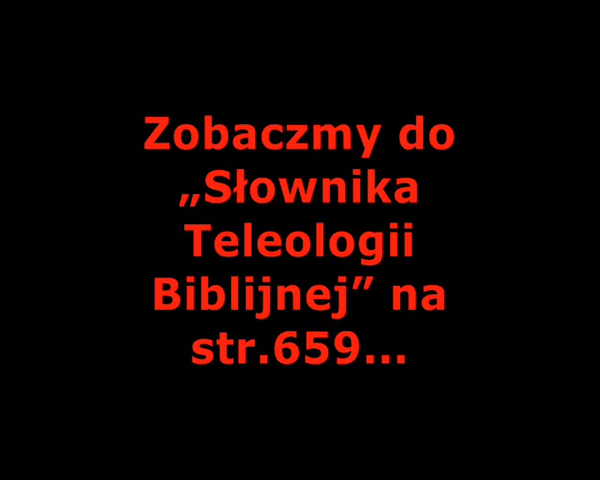 Zobaczmy do
„Słownika
Teleologii
Biblijnej” na
str.659...